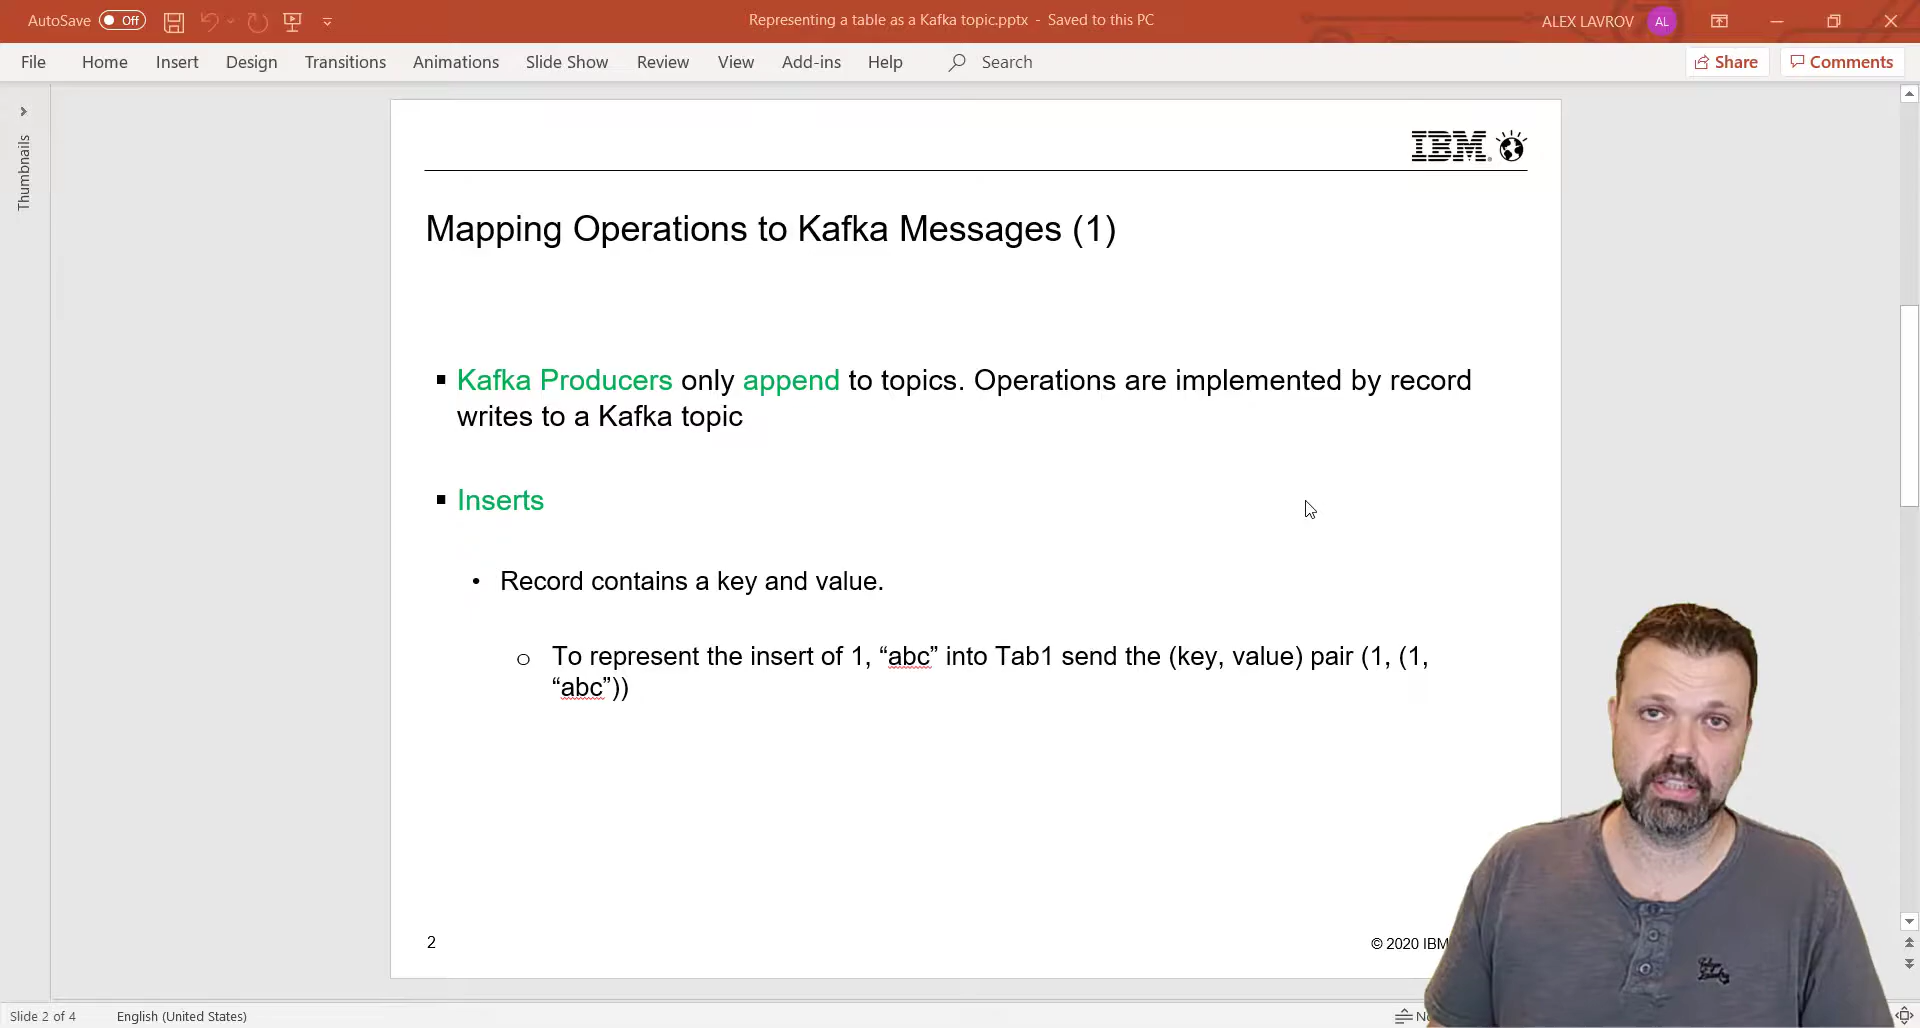 AutoSave Off
Representing a table as a Kafka topic.pptx - Saved to this PC
ALEX LAVROV AL
File Home Insert Design Transitions Animations Slide Show Review View Add-ins Help Search
Share Comments
Thumbnails
IBM
Mapping Operations to Kafka Messages (1)
Kafka Producers only append to topics. Operations are implemented by record
writes to a Kafka topic
Inserts
Record contains a key and value.
To represent the insert of 1, “abc” into Tab1 send the (key, value) pair (1, (1,
“abc”))
2
© 2020 IBM
Slide 2 of 4 English (United States)